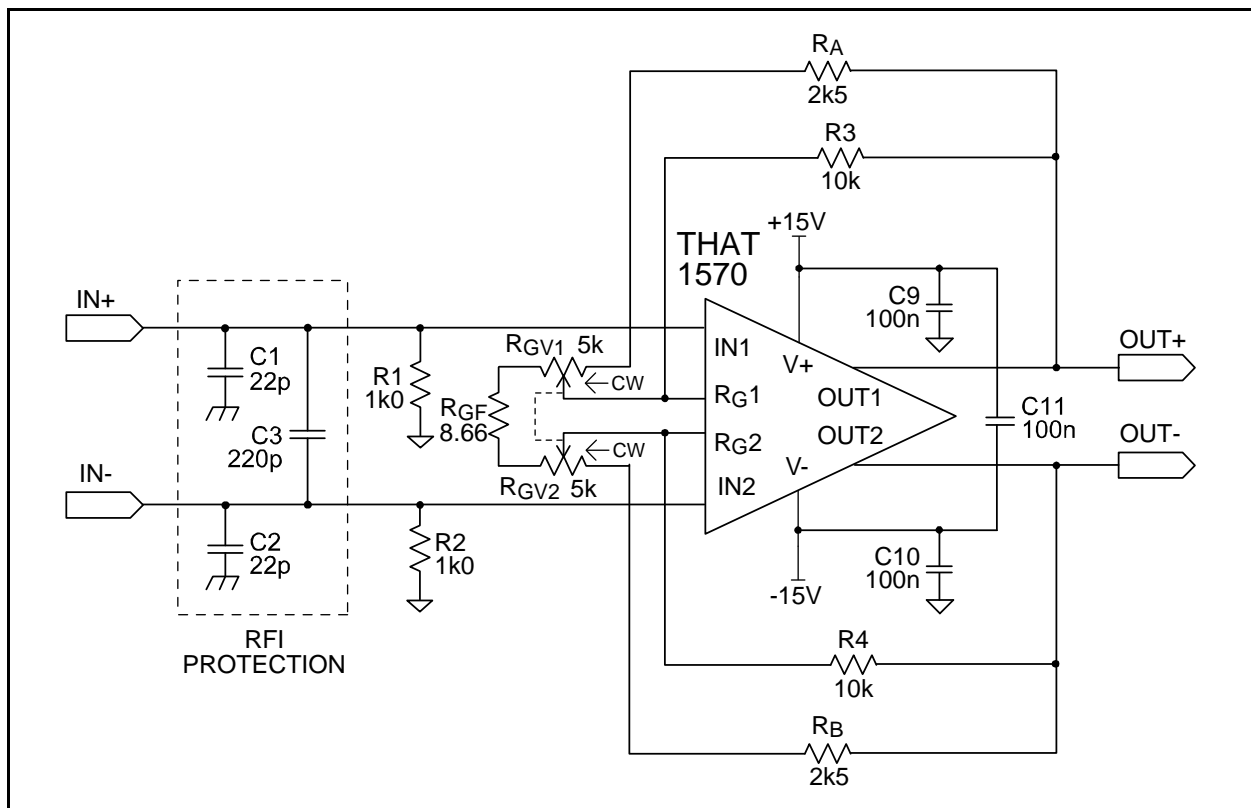 RA
2k5
R3
10k
+15V
THAT
1570
IN+
C9
100n
C1
22p
RGV1 5k
CW
IN1
V+
OUT+
R1
1k0
RGF
8.66
RG1
OUT1
C3
220p
C11
100n
RG2
OUT2
CW
IN-
V-
OUT-
RGV2 5k
IN2
C2
22p
R2
1k0
C10
100n
-15V
RFI
PROTECTION
R4
10k
RB
2k5